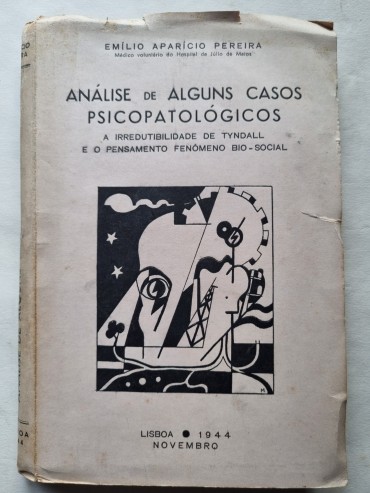 EMÍLIO APARÍCIO PEREIRA
Médico voluntário do Hospital de Júlio de Matos
ANÁLISE DE ALGUNS CASOS
PSICOPATOLÓGICOS
A IRREDUTIBILIDADE DE TYNDALL
E O PENSAMENTO FENÓMENO BIO-SOCIAL
LISBOA • 1944
NOVEMBRO